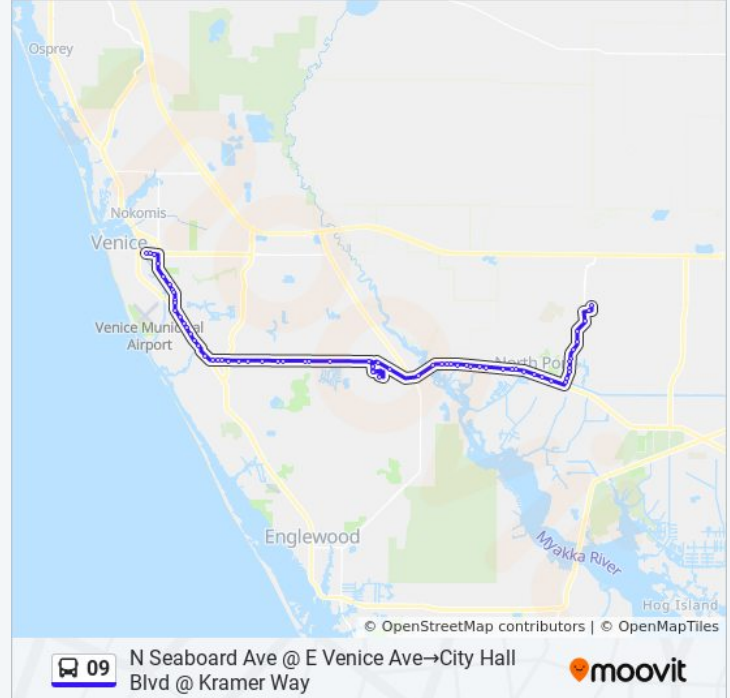 Osprey
Nokomis
Venice
Venice Municipal
Airport
North Port
Englewood
Myakka River
Hog Island
© OpenStreetMap contributors | © OpenMapTiles
09
N Seaboard Ave @ E Venice Ave→City Hall
Blvd @ Kramer Way
moovit